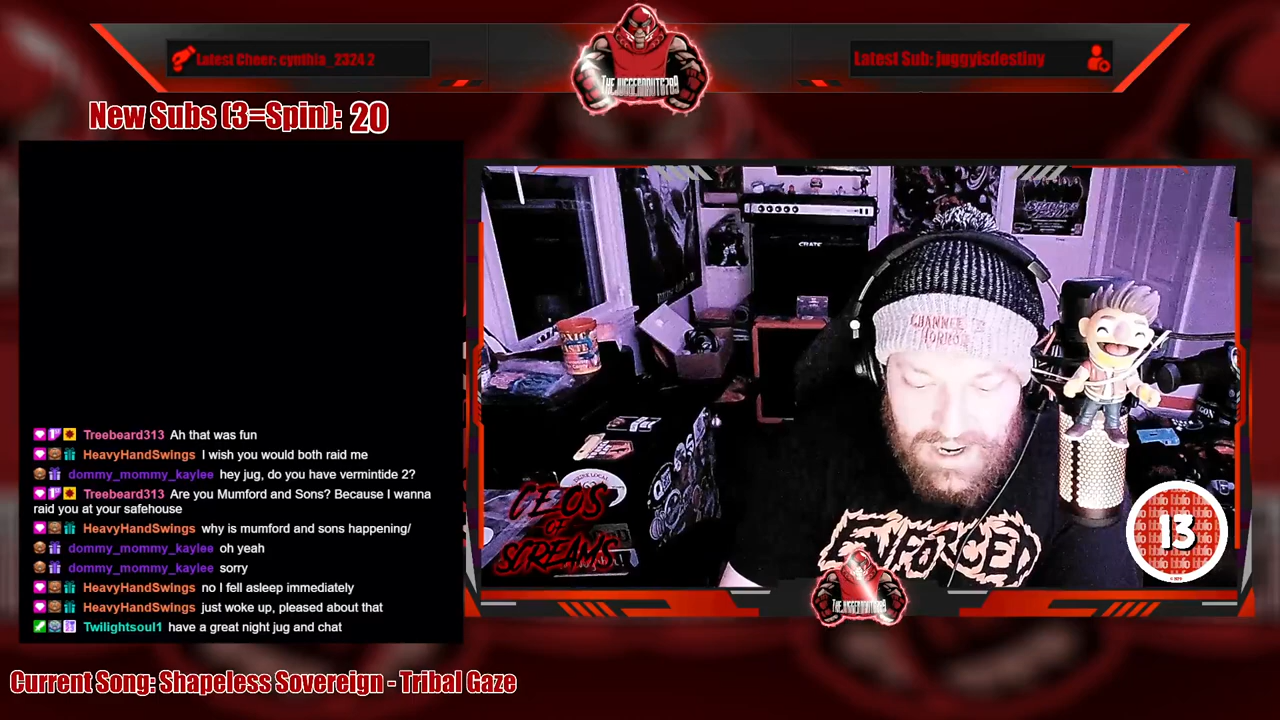 Latest Cheer: cynthia_2324 2
THEJUGGERNAUT6789
Latest Sub: juggyisdestiny
New Subs (3=Spin): 20
Treebeard313 Ah that was fun
HeavyHandSwings I wish you would both raid me
dommy_mommy_kaylee hey jug, do you have vermintide 2?
Treebeard313 Are you Mumford and Sons? Because I wanna
raid you at your safehouse
HeavyHandSwings why is mumford and sons happening/
dommy_mommy_kaylee oh yeah
dommy_mommy_kaylee sorry
HeavyHandSwings no I fell asleep immediately
HeavyHandSwings just woke up, pleased about that
Twilightsoul1 have a great night jug and chat
CRATE
CEOS
OF
SCREAMS
ENFORCED
13
THEJUGGERNAUT6789
Current Song: Shapeless Sovereign - Tribal Gaze